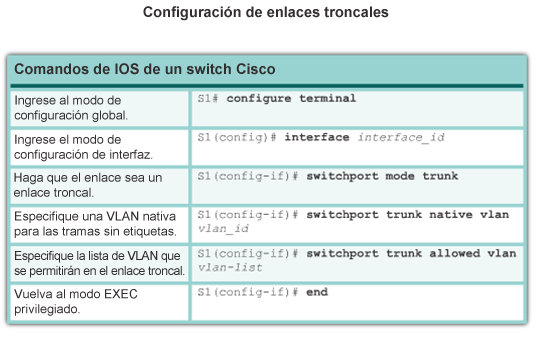 Configuración de enlaces troncales
Comandos de IOS de un switch Cisco
Ingrese al modo de
configuración global.
S1# configure terminal
Ingrese el modo de
configuración de interfaz.
S1(config)# interface interface_id
Haga que el enlace sea un
enlace troncal.
S1(config-if)# switchport mode trunk
Especifique una VLAN nativa
para las tramas sin etiquetas.
S1(config-if)# switchport trunk native vlan
vlan_id
Especifique la lista de VLAN que
se permitirán en el enlace troncal.
S1(config-if)# switchport trunk allowed vlan
vlan-list
Vuelva al modo EXEC
privilegiado.
S1(config-if)# end